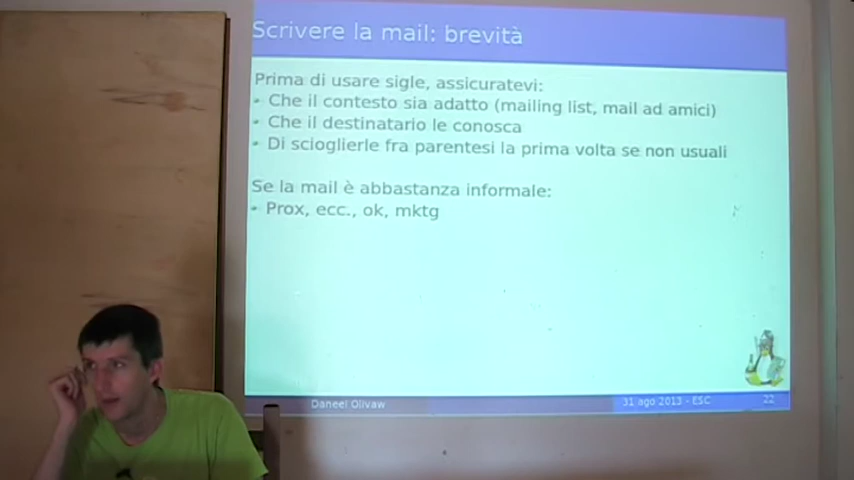 Scrivere la mail: brevità
Prima di usare sigle, assicuratevi:
- Che il contesto sia adatto (mailing list, mail ad amici)
- Che il destinatario le conosca
- Di scioglierle fra parentesi la prima volta se non usuali
Se la mail è abbastanza informale:
- Prox, ecc., ok, mktg
Daneel Olivaw
31 ago 2013 - ESC
22